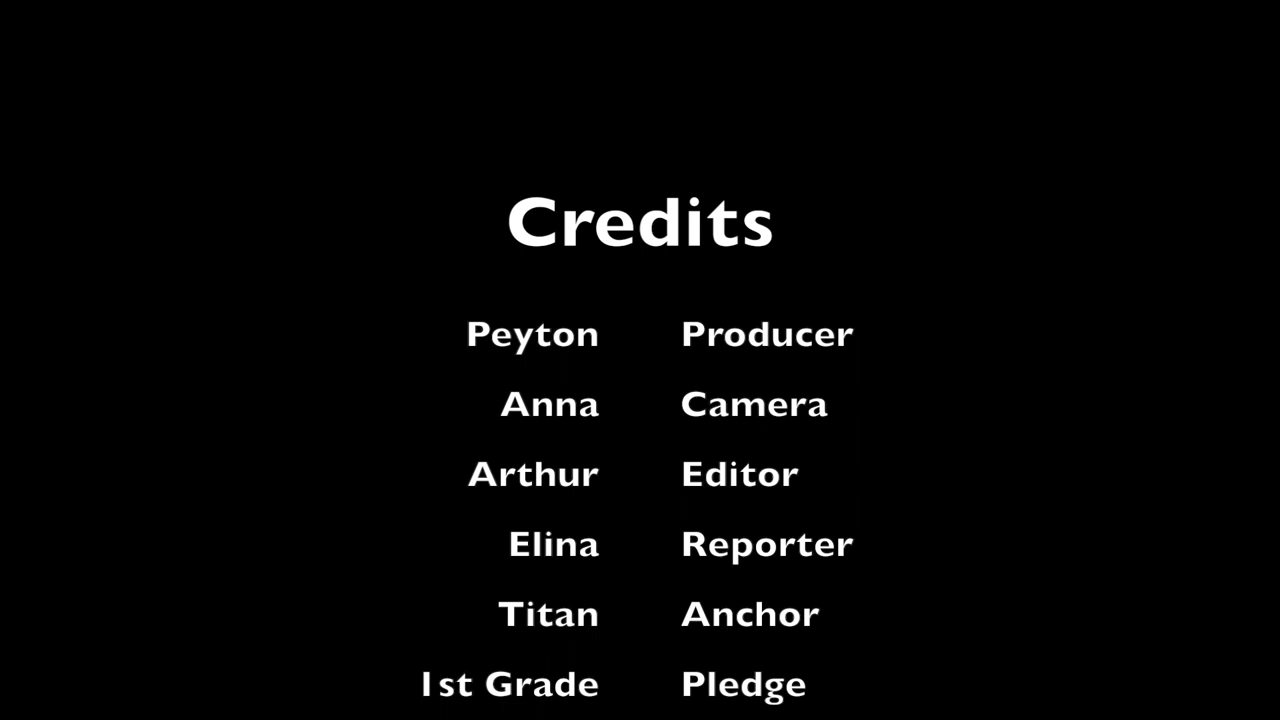 Credits
Peyton Producer
Anna Camera
Arthur Editor
Elina Reporter
Titan Anchor
1st Grade Pledge